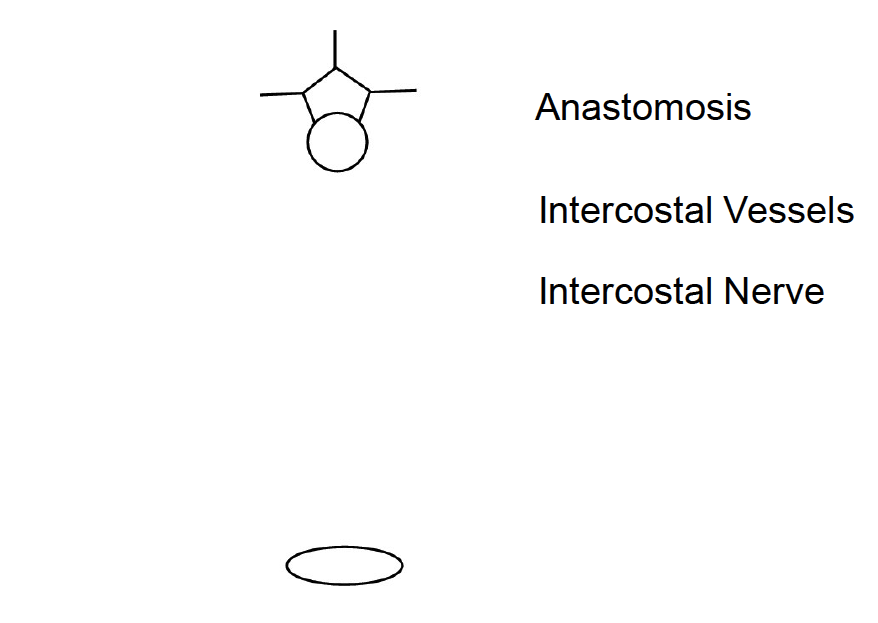 Anastomosis
Intercostal Vessels
Intercostal Nerve